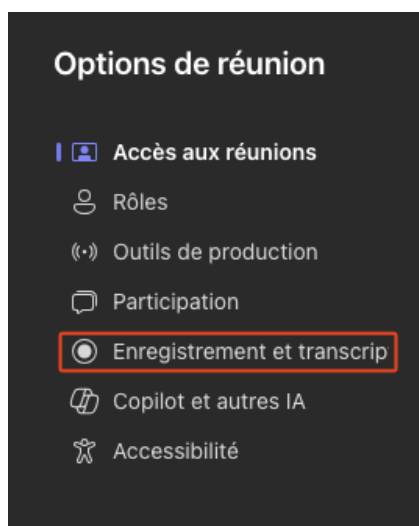 Options de réunion
Accès aux réunions
Rôles
Outils de production
Participation
Enregistrement et transcrip
Copilot et autres IA
Accessibilité